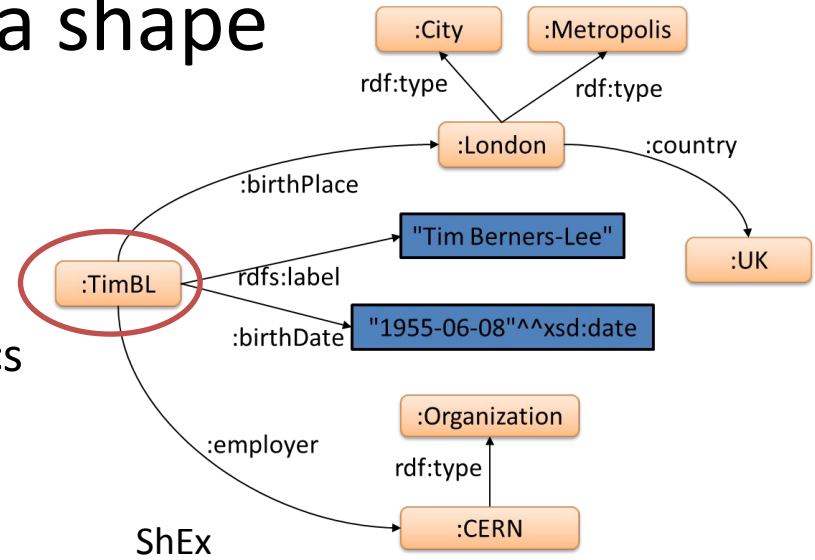 a shape
:City
:Metropolis
rdf:type
rdf:type
:London
:country
:birthPlace
"Tim Berners-Lee"
:UK
:TimBL
rdfs:label
"1955-06-08"^^xsd:date
:birthDate
:Organization
:employer
rdf:type
:CERN
ShEx